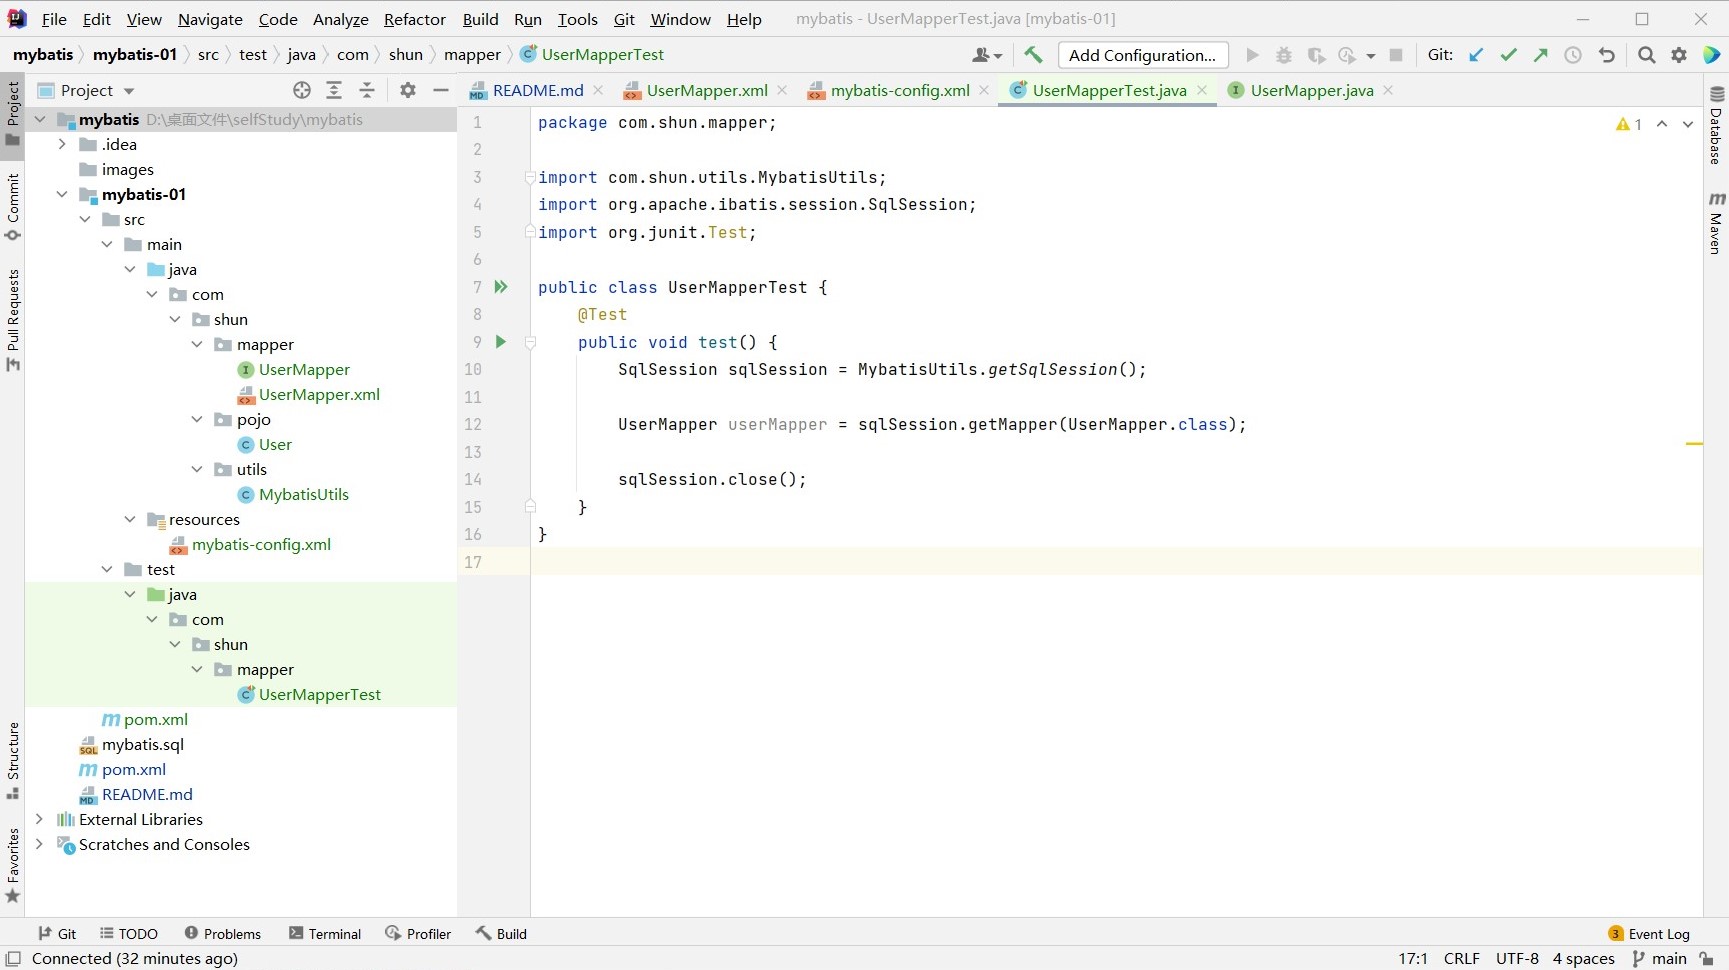 File Edit View Navigate Code Analyze Refactor Build Run Tools Git Window Help mybatis - UserMapperTest.java [mybatis-01]
mybatis mybatis-01 src test java com shun mapper UserMapperTest Add Configuration... Git:
Project
README.md UserMapper.xml mybatis-config.xml UserMapperTest.java UserMapper.java
Project
Commit
Pull Requests
Structure
Favorites
mybatis D:\桌面文件\selfStudy\mybatis
.idea
images
mybatis-01
src
main
java
com
shun
mapper
UserMapper
UserMapper.xml
pojo
User
utils
MybatisUtils
resources
mybatis-config.xml
test
java
com
shun
mapper
UserMapperTest
pom.xml
mybatis.sql
pom.xml
README.md
External Libraries
Scratches and Consoles
1 package com.shun.mapper;
2
3 import com.shun.utils.MybatisUtils;
4 import org.apache.ibatis.session.SqlSession;
5 import org.junit.Test;
6
7 public class UserMapperTest {
8 @Test
9 public void test() {
10 SqlSession sqlSession = MybatisUtils.getSqlSession();
11
12 UserMapper userMapper = sqlSession.getMapper(UserMapper.class);
13
14 sqlSession.close();
15 }
16 }
17
1
Database
Maven
Git TODO Problems Terminal Profiler Build 3 Event Log
Connected (32 minutes ago) 17:1 CRLF UTF-8 4 spaces main